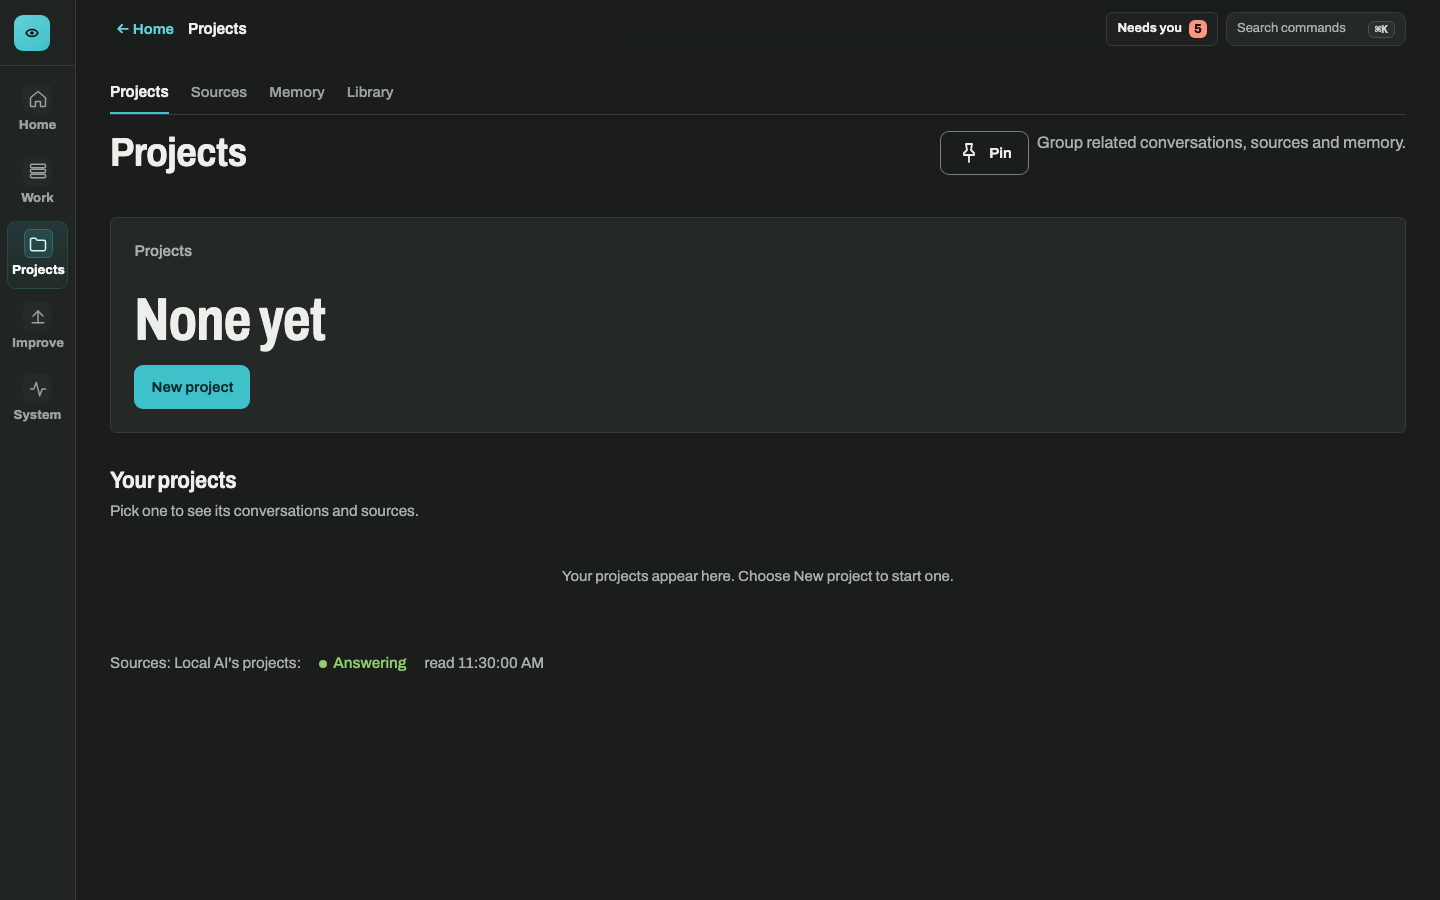 ← Home Projects
Needs you 5
Search commands ⌘K
Home
Work
Projects
Improve
System
Projects Sources Memory Library
Projects
Pin
Group related conversations, sources and memory.
Projects
None yet
New project
Your projects
Pick one to see its conversations and sources.
Your projects appear here. Choose New project to start one.
Sources: Local AI's projects: Answering read 11:30:00 AM